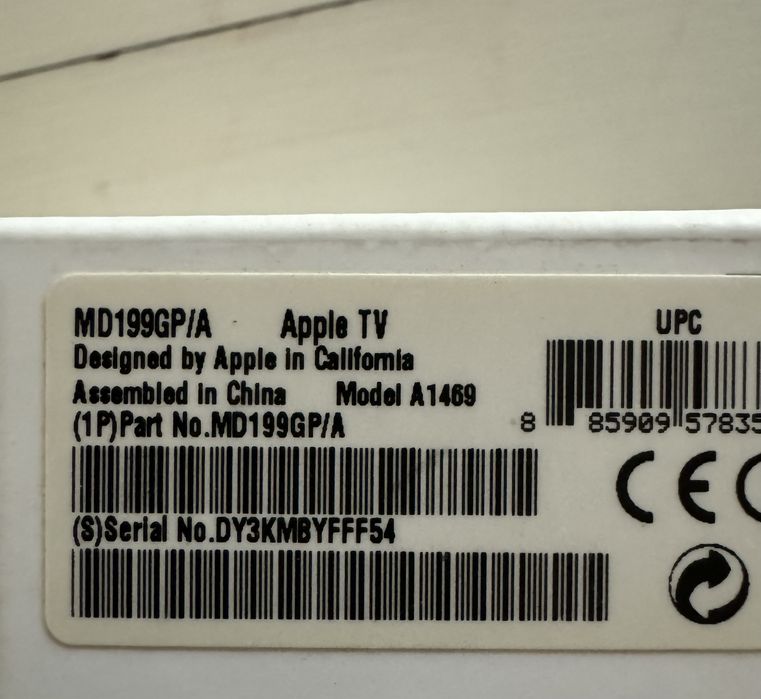 MD199GP/A Apple TV
Designed by Apple in California
Assembled in China Model A1469
(1P)Part No.MD199GP/A
(S)Serial No.DY3KMBYFFF54
UPC
8 85909 57835
CE